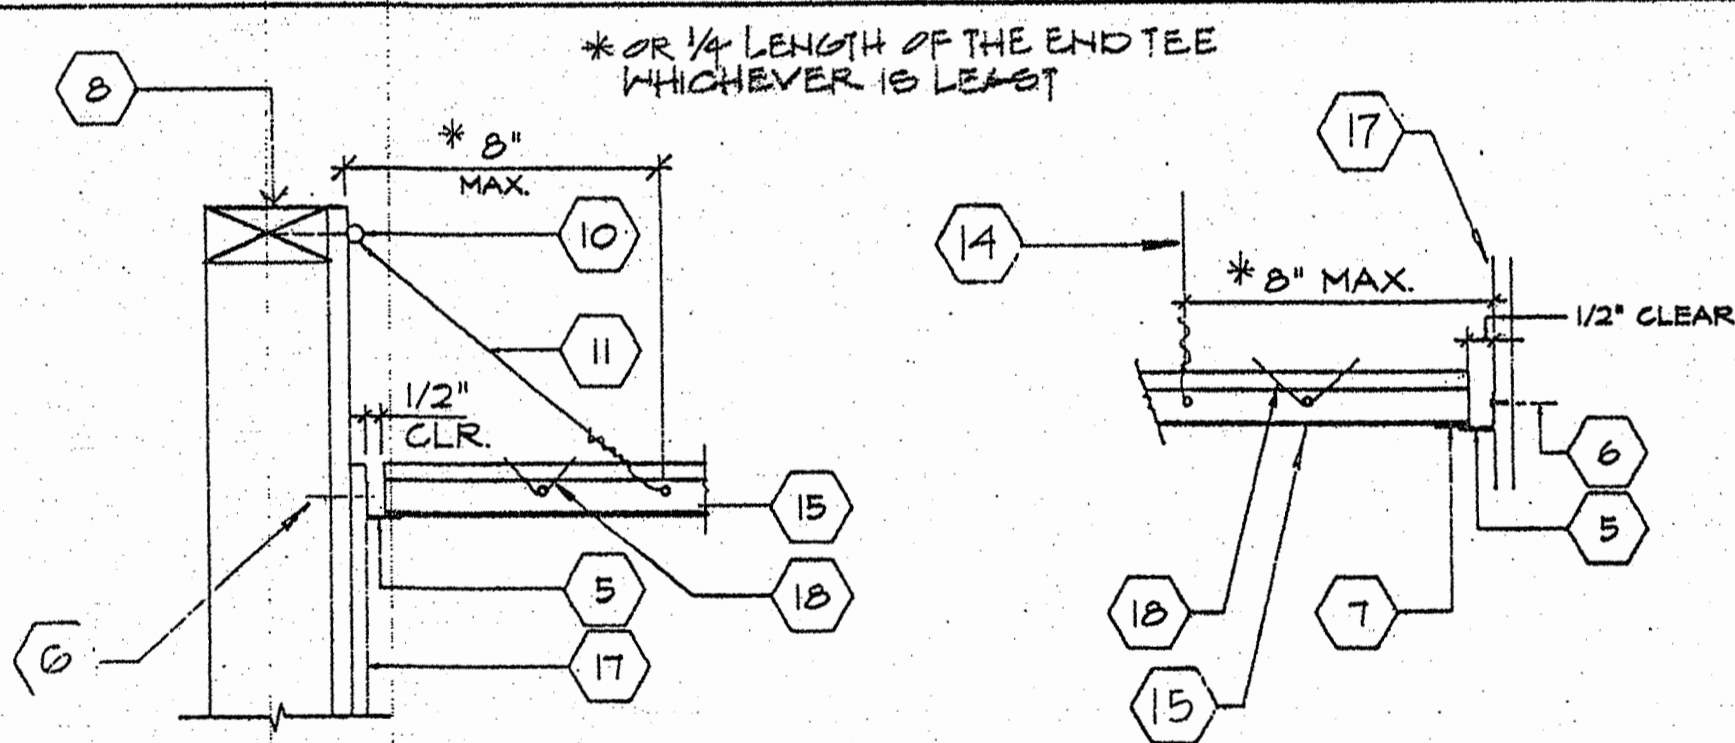 * OR 1/4 LENGTH OF THE END TEE
WHICHEVER IS LEAST
8
* 8"
MAX.
10
11
1/2"
CLR.
15
5
18
6
17
17
14
* 8" MAX.
1/2" CLEAR
6
5
18
7
15